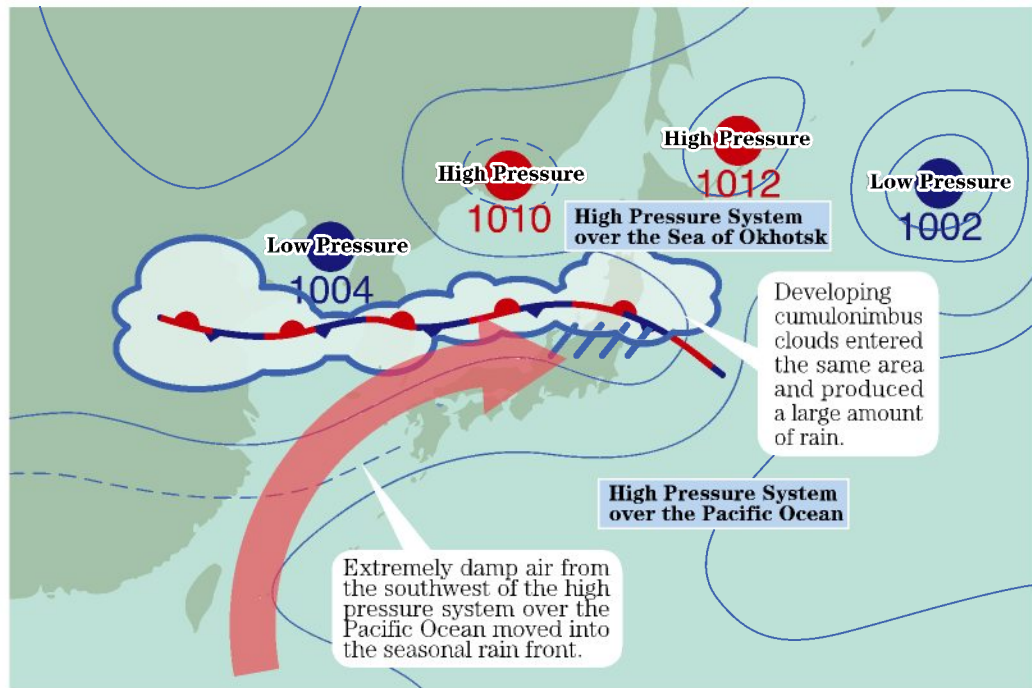 High Pressure
1012
High Pressure
1010
Low Pressure
1002
High Pressure System
over the Sea of Okhotsk
Low Pressure
1004
Developing
cumulonimbus
clouds entered
the same area
and produced
a large amount
of rain.
High Pressure System
over the Pacific Ocean
Extremely damp air from
the southwest of the high
pressure system over the
Pacific Ocean moved into
the seasonal rain front.